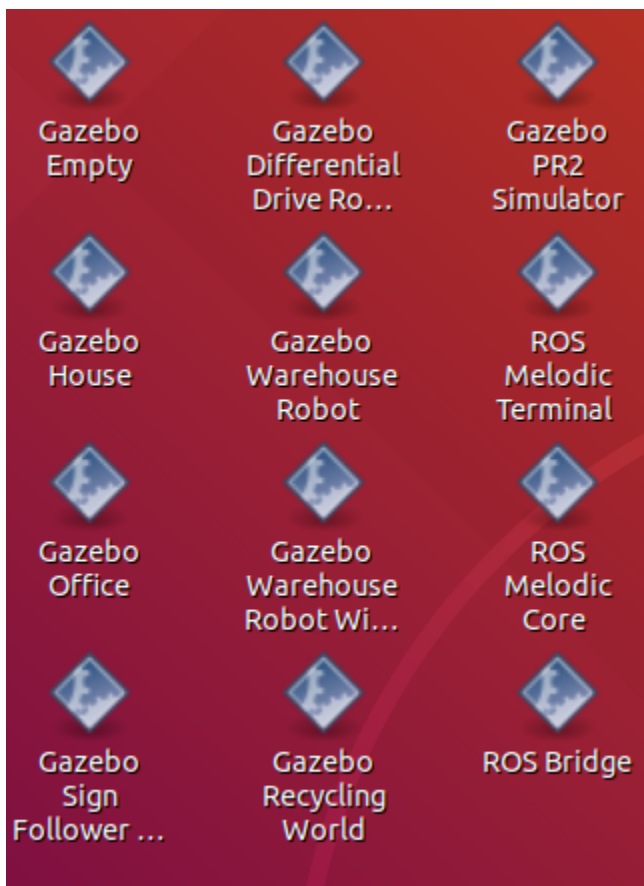 Gazebo
Empty
Gazebo
Differential
Drive Ro...
Gazebo
PR2
Simulator
Gazebo
House
Gazebo
Warehouse
Robot
ROS
Melodic
Terminal
Gazebo
Office
Gazebo
Warehouse
Robot Wi...
ROS
Melodic
Core
Gazebo
Sign
Follower ...
Gazebo
Recycling
World
ROS Bridge